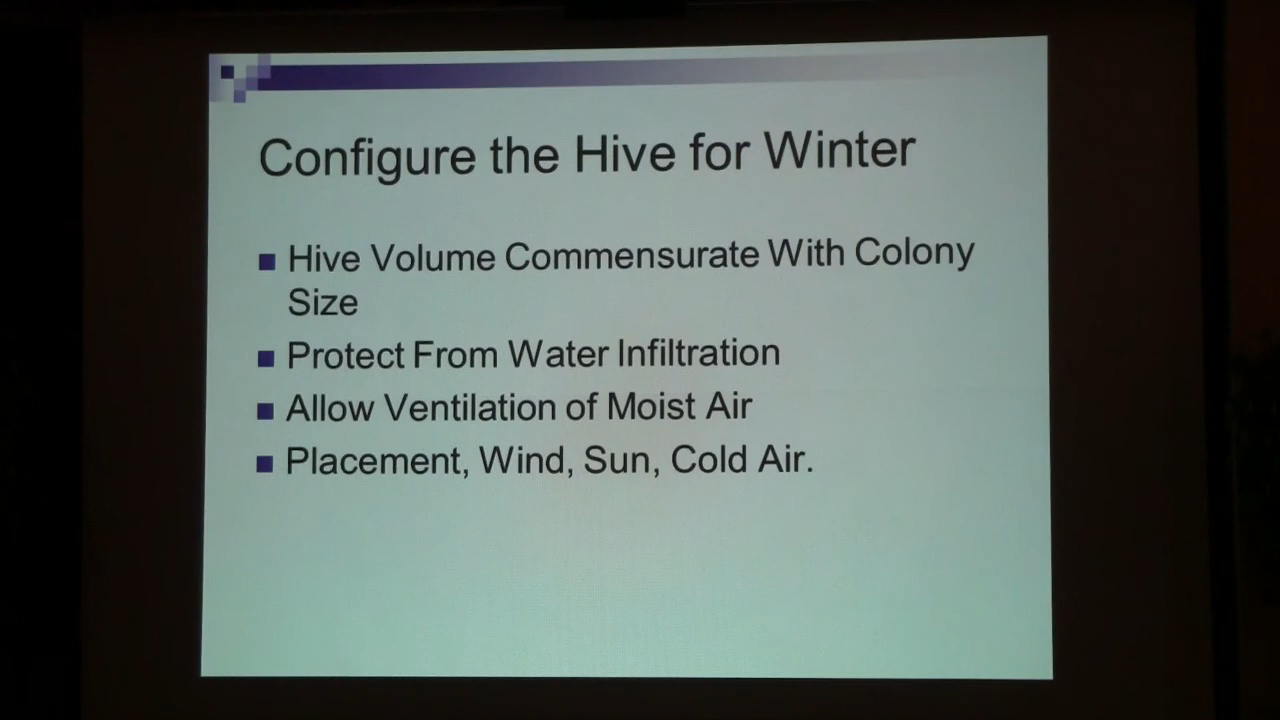 Configure the Hive for Winter
Hive Volume Commensurate With Colony
Size
Protect From Water Infiltration
Allow Ventilation of Moist Air
Placement, Wind, Sun, Cold Air.